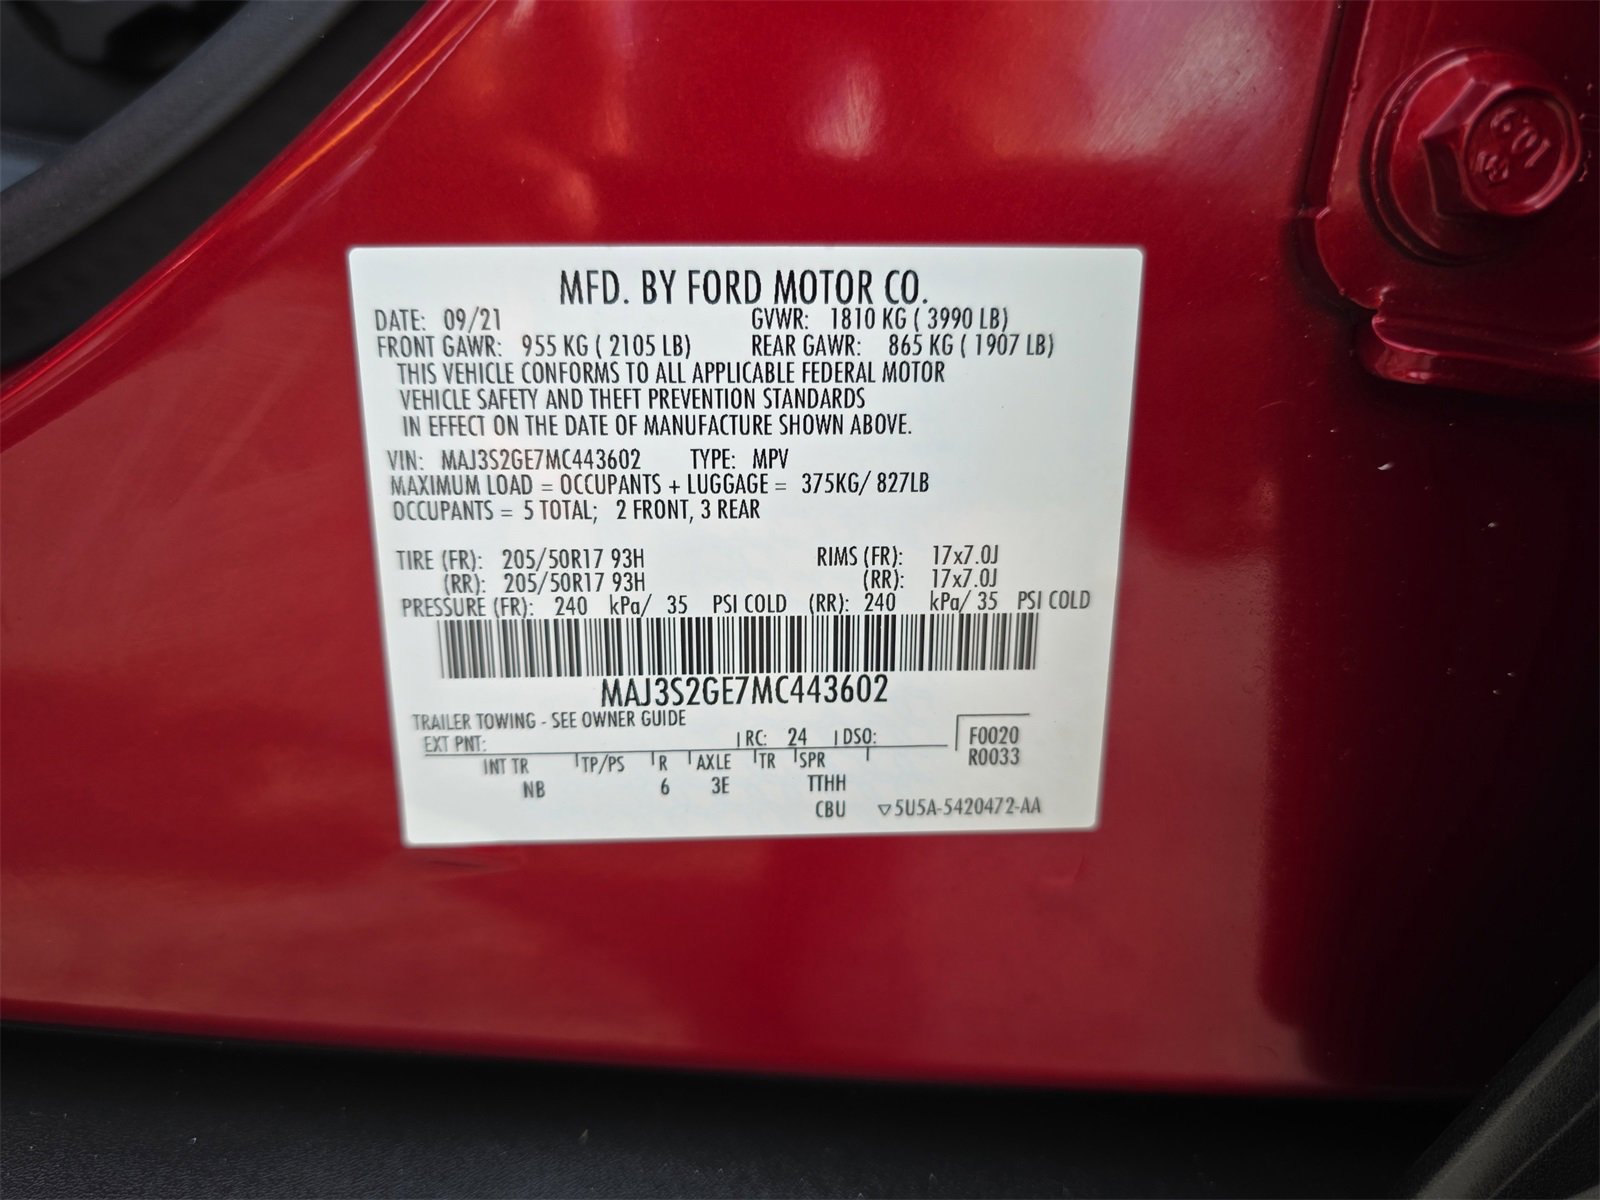 MFD. BY FORD MOTOR CO.
DATE: 09/21 GVWR: 1810 KG ( 3990 LB)
FRONT GAWR: 955 KG ( 2105 LB) REAR GAWR: 865 KG ( 1907 LB)
THIS VEHICLE CONFORMS TO ALL APPLICABLE FEDERAL MOTOR
VEHICLE SAFETY AND THEFT PREVENTION STANDARDS
IN EFFECT ON THE DATE OF MANUFACTURE SHOWN ABOVE.
VIN: MAJ3S2GE7MC443602 TYPE: MPV
MAXIMUM LOAD = OCCUPANTS + LUGGAGE = 375KG/ 827LB
OCCUPANTS = 5 TOTAL; 2 FRONT, 3 REAR
TIRE (FR): 205/50R17 93H RIMS (FR): 17x7.0J
(RR): 205/50R17 93H (RR): 17x7.0J
PRESSURE (FR): 240 kPa/ 35 PSI COLD (RR): 240 kPa/ 35 PSI COLD
MAJ3S2GE7MC443602
TRAILER TOWING - SEE OWNER GUIDE
EXT PNT: RC: 24 DSO: F0020
R0033
INT TR TP/PS R AXLE TR SPR
NB 6 3E TTHH
CBU ▽5U5A-5420472-AA
10.9